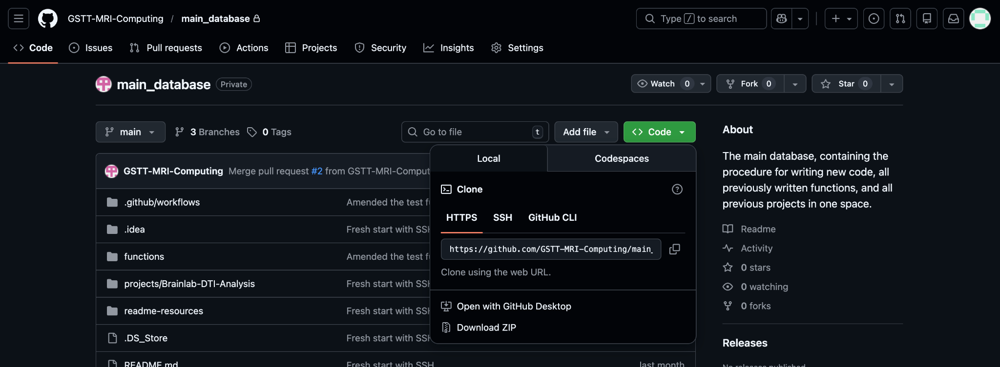 GSTT-MRI-Computing / main_database
Type / to search
Code Issues Pull requests Actions Projects Security Insights Settings
main_database Private
Watch 0 Fork 0 Star 0
main 3 Branches 0 Tags
Go to file t Add file Code
GSTT-MRI-Computing Merge pull request #2 from GSTT-MRI-Comput
.github/workflows Amended the test fu
.idea Fresh start with SSH
functions Amended the test fu
projects/Brainlab-DTI-Analysis Fresh start with SSH
readme-resources Fresh start with SSH
.DS_Store Fresh start with SSH
README.md Fresh start with SSH last month
Local Codespaces
Clone
HTTPS SSH GitHub CLI
https://github.com/GSTT-MRI-Computing/main_
Clone using the web URL.
Open with GitHub Desktop
Download ZIP
About
The main database, containing the
procedure for writing new code, all
previously written functions, and all
previous projects in one space.
Readme
Activity
0 stars
0 watching
0 forks
Releases
No releases published